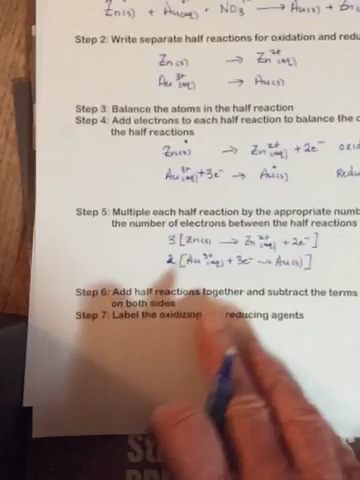 Zn(s) + Au(aq) + NO3 → Au(s) +
Step 2: Write separate half reactions for oxidation and redu
Zn(s) → Zn2+(aq)
Au3+(aq) → Au(s)
Step 3: Balance the atoms in the half reaction
Step 4: Add electrons to each half reaction to balance the c
the half reactions
Zn(s) → Zn2+(aq) + 2e- oxid
Au3+(aq) + 3e- → Au(s) Redu
Step 5: Multiple each half reaction by the appropriate numb
the number of electrons between the half reactions
3[Zn(s) → Zn2+(aq) + 2e-]
2[Au3+(aq) + 3e- → Au(s)]
Step 6: Add half reactions together and subtract the terms
on both sides
Step 7: Label the oxidizing reducing agents